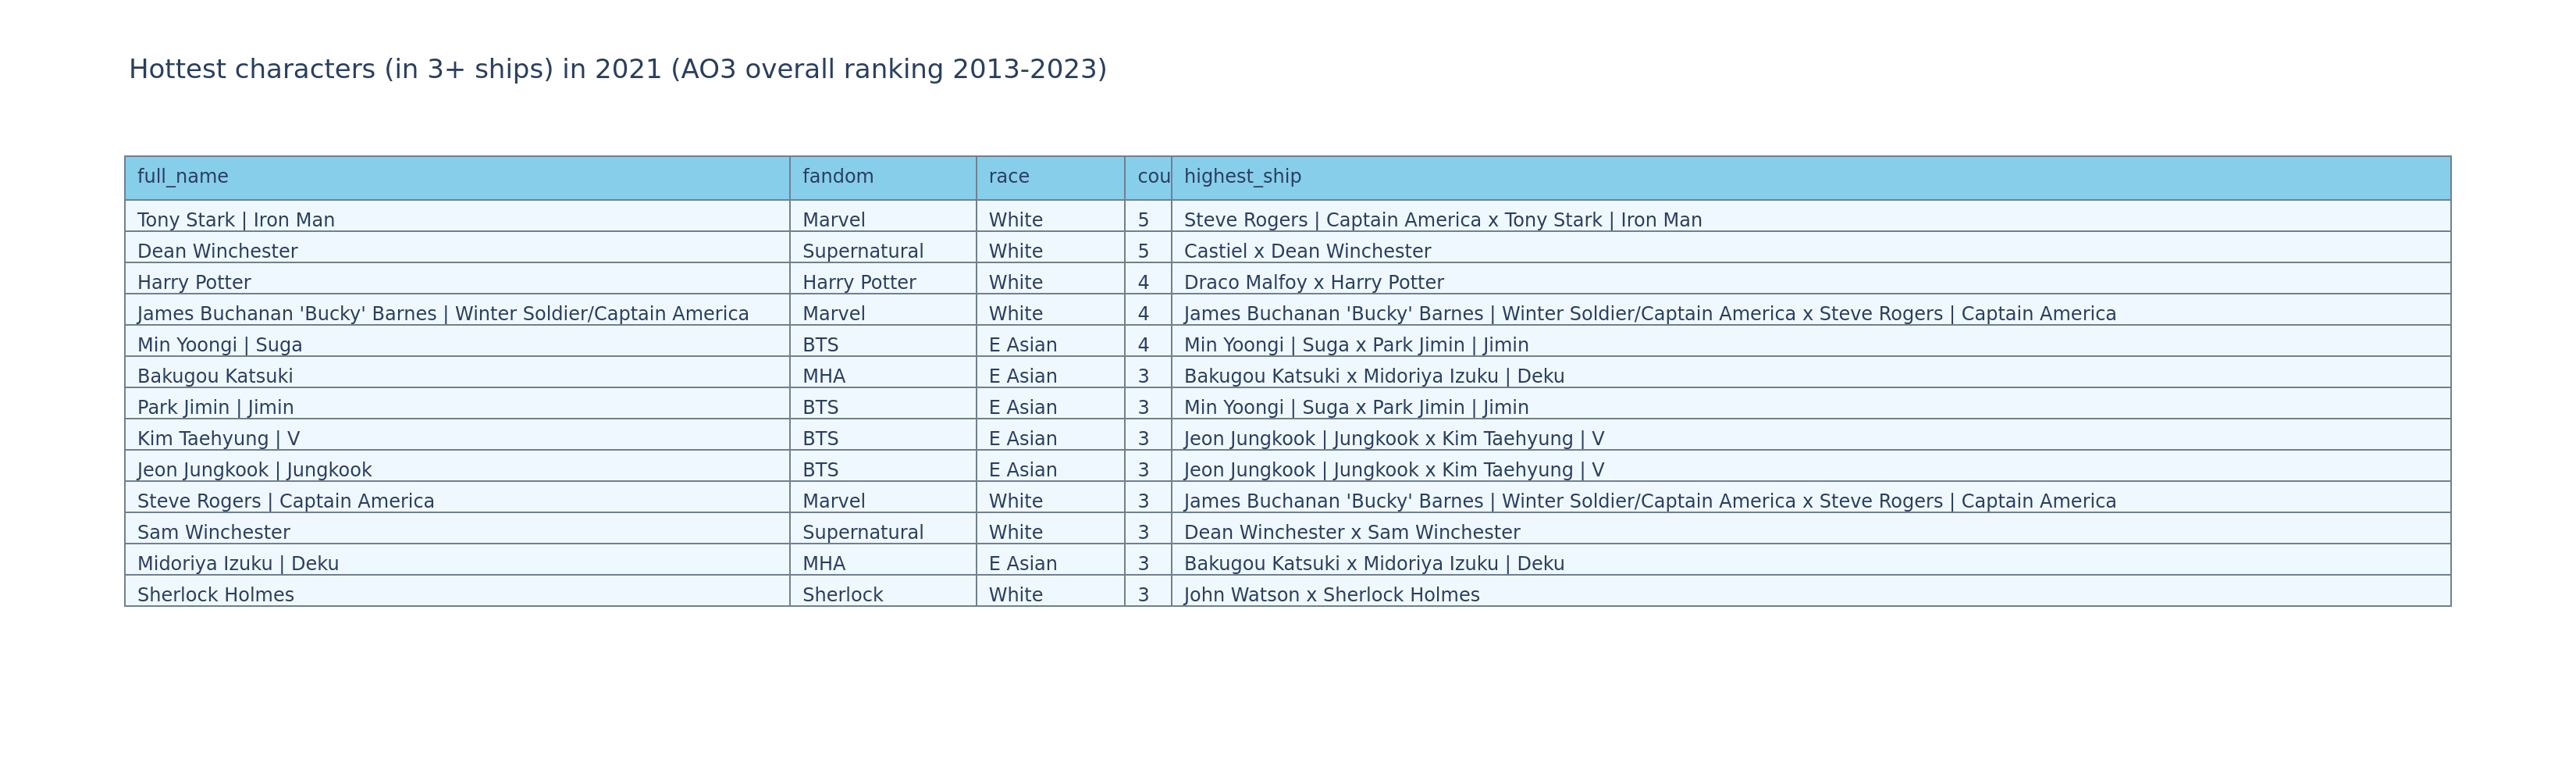 Hottest characters (in 3+ ships) in 2021 (AO3 overall ranking 2013-2023)
full_name fandom race cou highest_ship
Tony Stark | Iron Man Marvel White 5 Steve Rogers | Captain America x Tony Stark | Iron Man
Dean Winchester Supernatural White 5 Castiel x Dean Winchester
Harry Potter Harry Potter White 4 Draco Malfoy x Harry Potter
James Buchanan 'Bucky' Barnes | Winter Soldier/Captain America Marvel White 4 James Buchanan 'Bucky' Barnes | Winter Soldier/Captain America x Steve Rogers | Captain America
Min Yoongi | Suga BTS E Asian 4 Min Yoongi | Suga x Park Jimin | Jimin
Bakugou Katsuki MHA E Asian 3 Bakugou Katsuki x Midoriya Izuku | Deku
Park Jimin | Jimin BTS E Asian 3 Min Yoongi | Suga x Park Jimin | Jimin
Kim Taehyung | V BTS E Asian 3 Jeon Jungkook | Jungkook x Kim Taehyung | V
Jeon Jungkook | Jungkook BTS E Asian 3 Jeon Jungkook | Jungkook x Kim Taehyung | V
Steve Rogers | Captain America Marvel White 3 James Buchanan 'Bucky' Barnes | Winter Soldier/Captain America x Steve Rogers | Captain America
Sam Winchester Supernatural White 3 Dean Winchester x Sam Winchester
Midoriya Izuku | Deku MHA E Asian 3 Bakugou Katsuki x Midoriya Izuku | Deku
Sherlock Holmes Sherlock White 3 John Watson x Sherlock Holmes